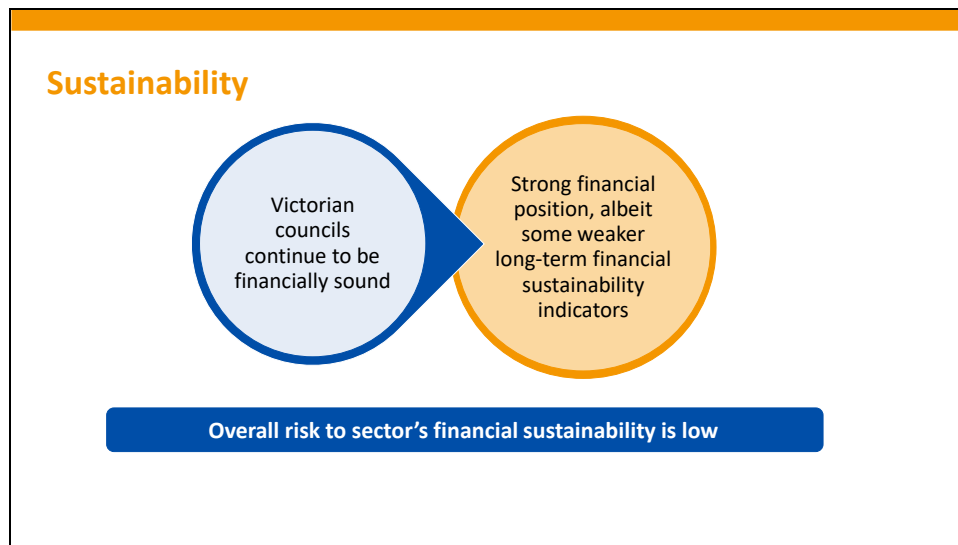 Sustainability
Victorian
councils
continue to be
financially sound
Strong financial
position, albeit
some weaker
long-term financial
sustainability
indicators
Overall risk to sector’s financial sustainability is low